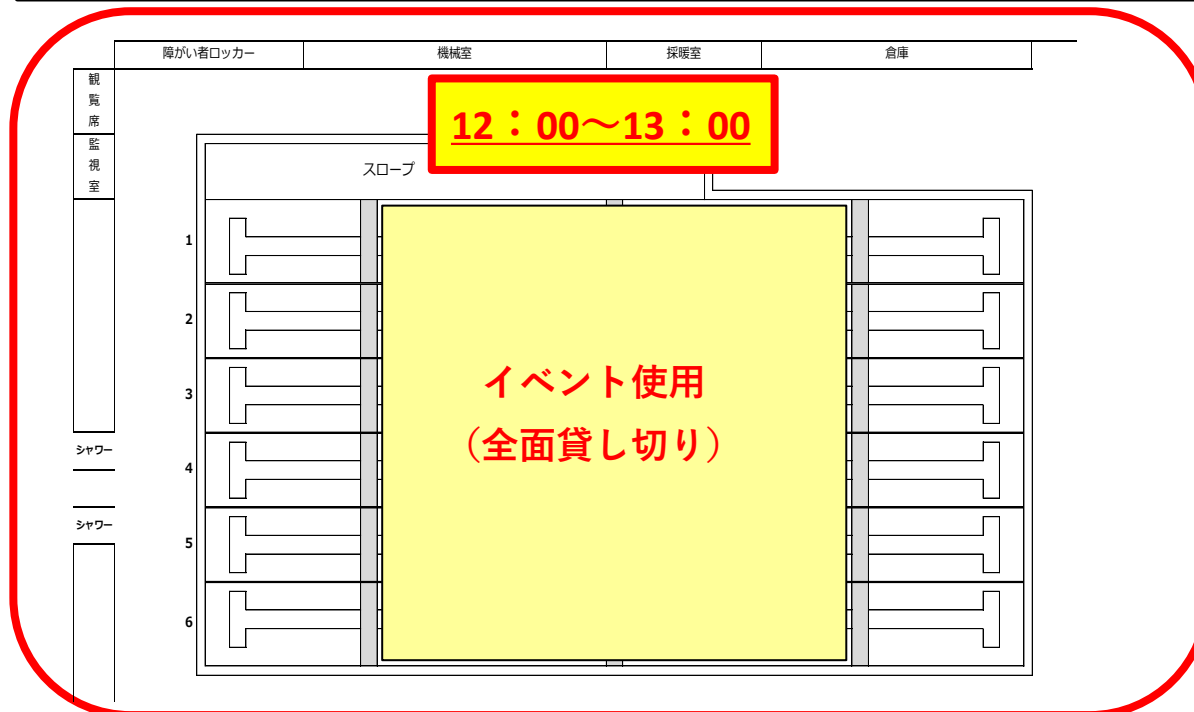 障がい者ロッカー 機械室 採暖室 倉庫
観覧席
監視室
12：00～13：00
スロープ
1
2
3
イベント使用
（全面貸し切り）
シャワー
4
シャワー
5
6